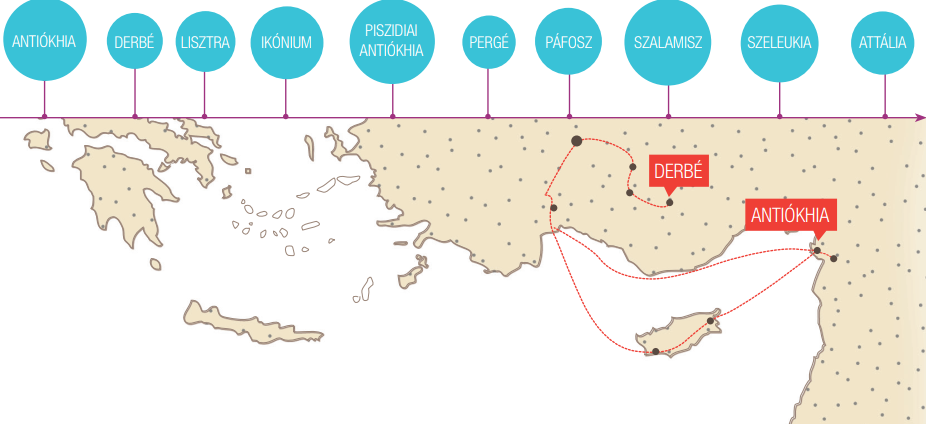 ANTIÓKHIA
DERBÉ
LISZTRA
IKÓNIUM
PISZIDIAI
ANTIÓKHIA
PERGÉ
PÁFOSZ
SZALAMISZ
SZELEUKIA
ATTÁLIA
DERBÉ
ANTIÓKHIA